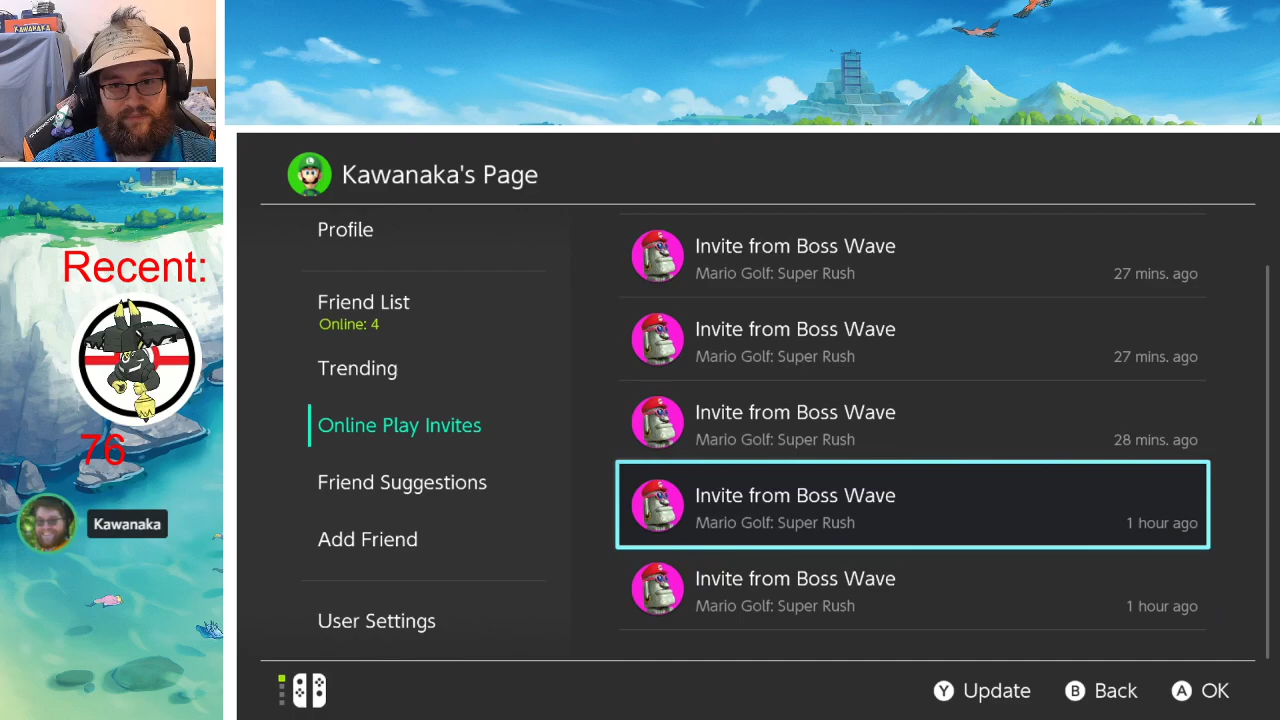 KAWANAKA
Kawanaka's Page
Profile
Friend List
Online: 4
Trending
Online Play Invites
Friend Suggestions
Add Friend
User Settings
Invite from Boss Wave
Mario Golf: Super Rush
27 mins. ago
Invite from Boss Wave
Mario Golf: Super Rush
27 mins. ago
Invite from Boss Wave
Mario Golf: Super Rush
28 mins. ago
Invite from Boss Wave
Mario Golf: Super Rush
1 hour ago
Invite from Boss Wave
Mario Golf: Super Rush
1 hour ago
Y Update
B Back
A OK
Recent:
76
Kawanaka